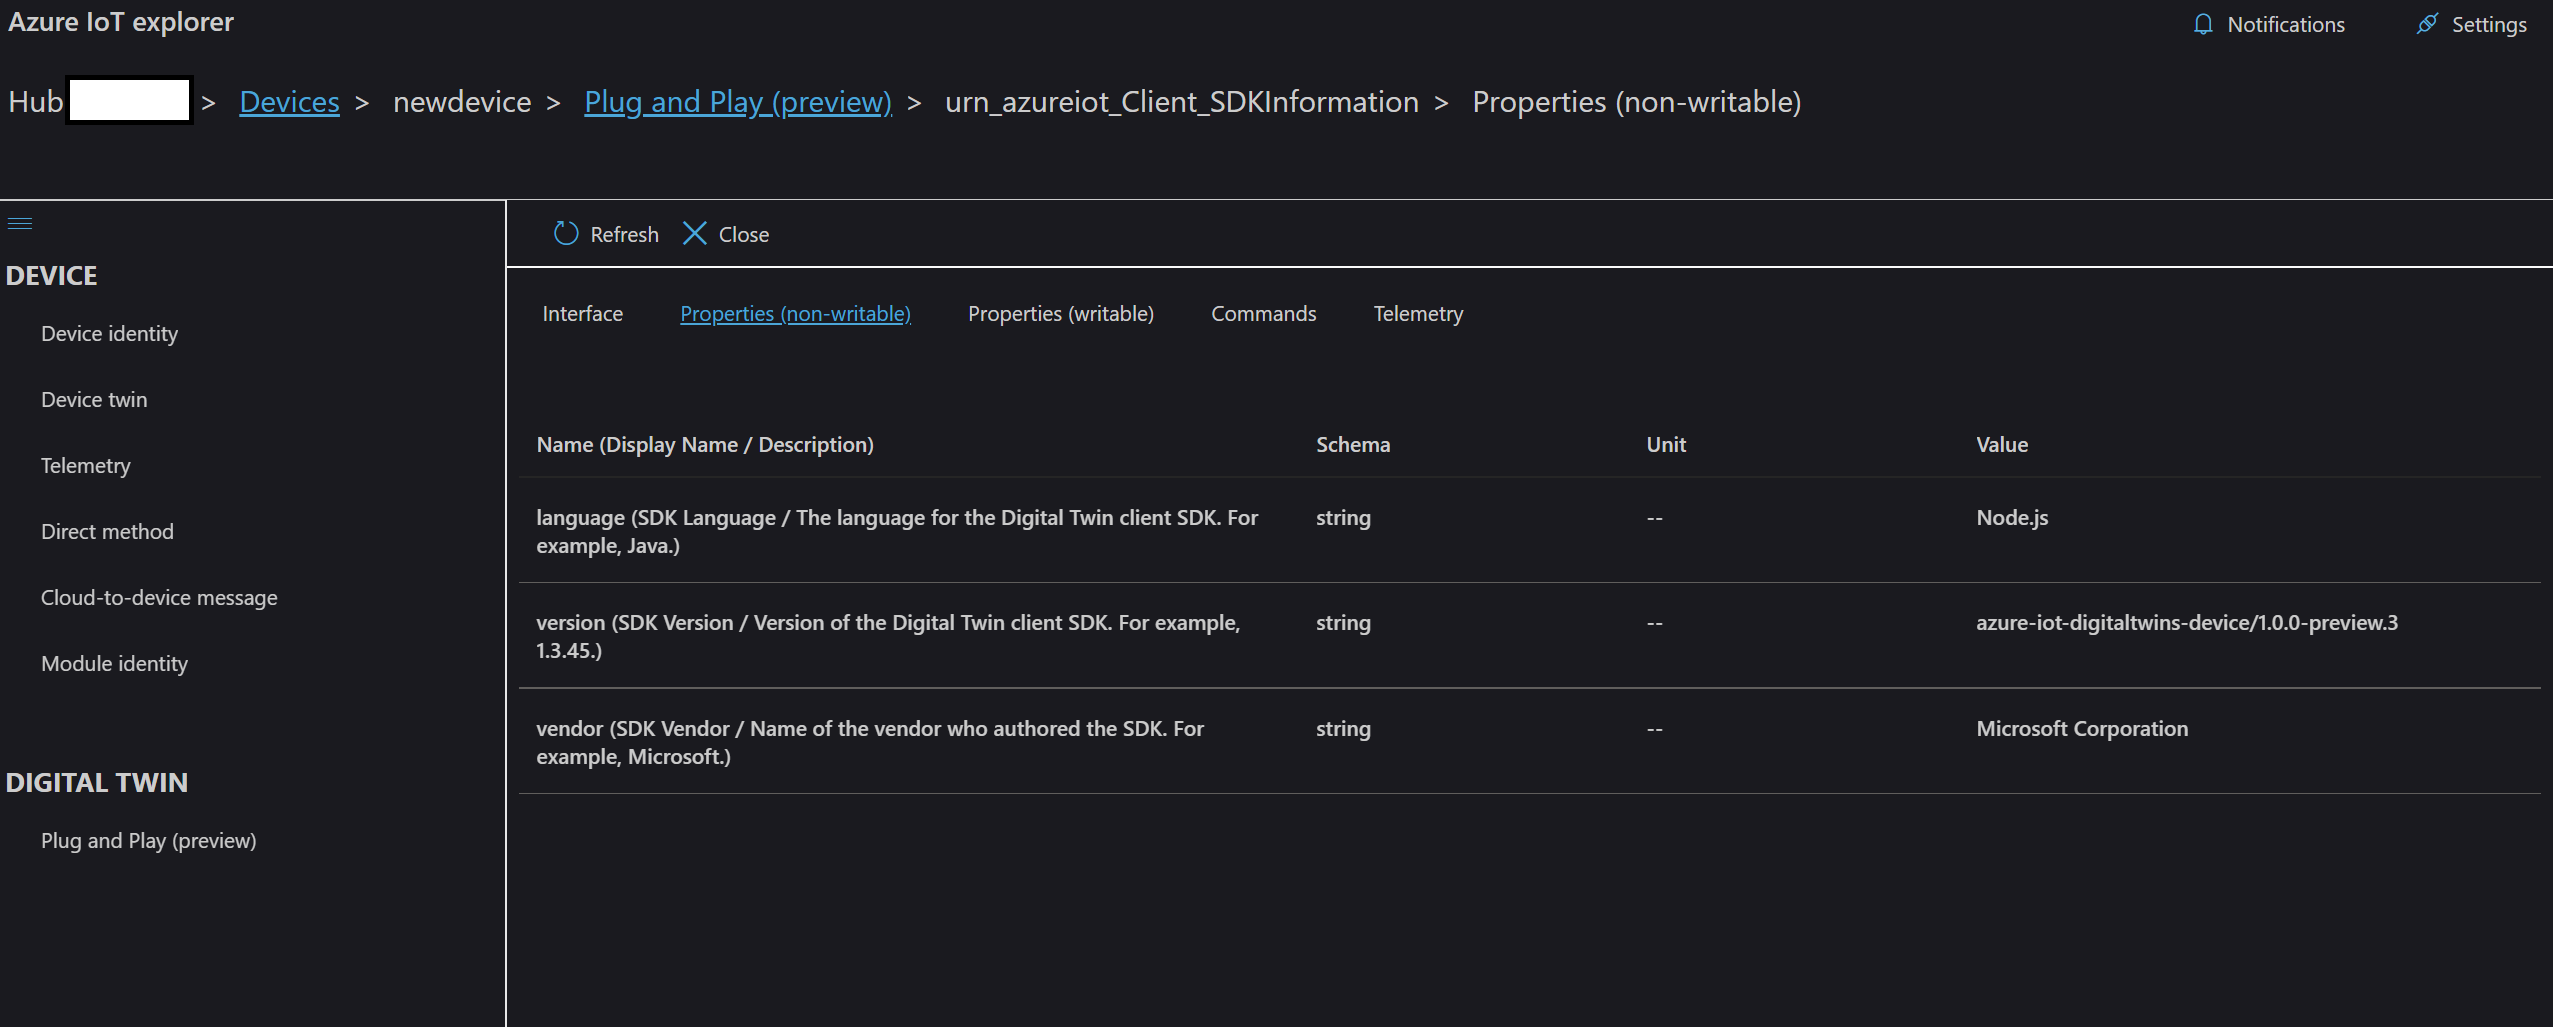 Azure IoT explorer
Notifications
Settings
Hub > Devices > newdevice > Plug and Play (preview) > urn_azureiot_Client_SDKInformation > Properties (non-writable)
Refresh
Close
DEVICE
Device identity
Device twin
Telemetry
Direct method
Cloud-to-device message
Module identity
DIGITAL TWIN
Plug and Play (preview)
Interface
Properties (non-writable)
Properties (writable)
Commands
Telemetry
Name (Display Name / Description)
Schema
Unit
Value
language (SDK Language / The language for the Digital Twin client SDK. For
example, Java.)
string
--
Node.js
version (SDK Version / Version of the Digital Twin client SDK. For example,
1.3.45.)
string
--
azure-iot-digitaltwins-device/1.0.0-preview.3
vendor (SDK Vendor / Name of the vendor who authored the SDK. For
example, Microsoft.)
string
--
Microsoft Corporation